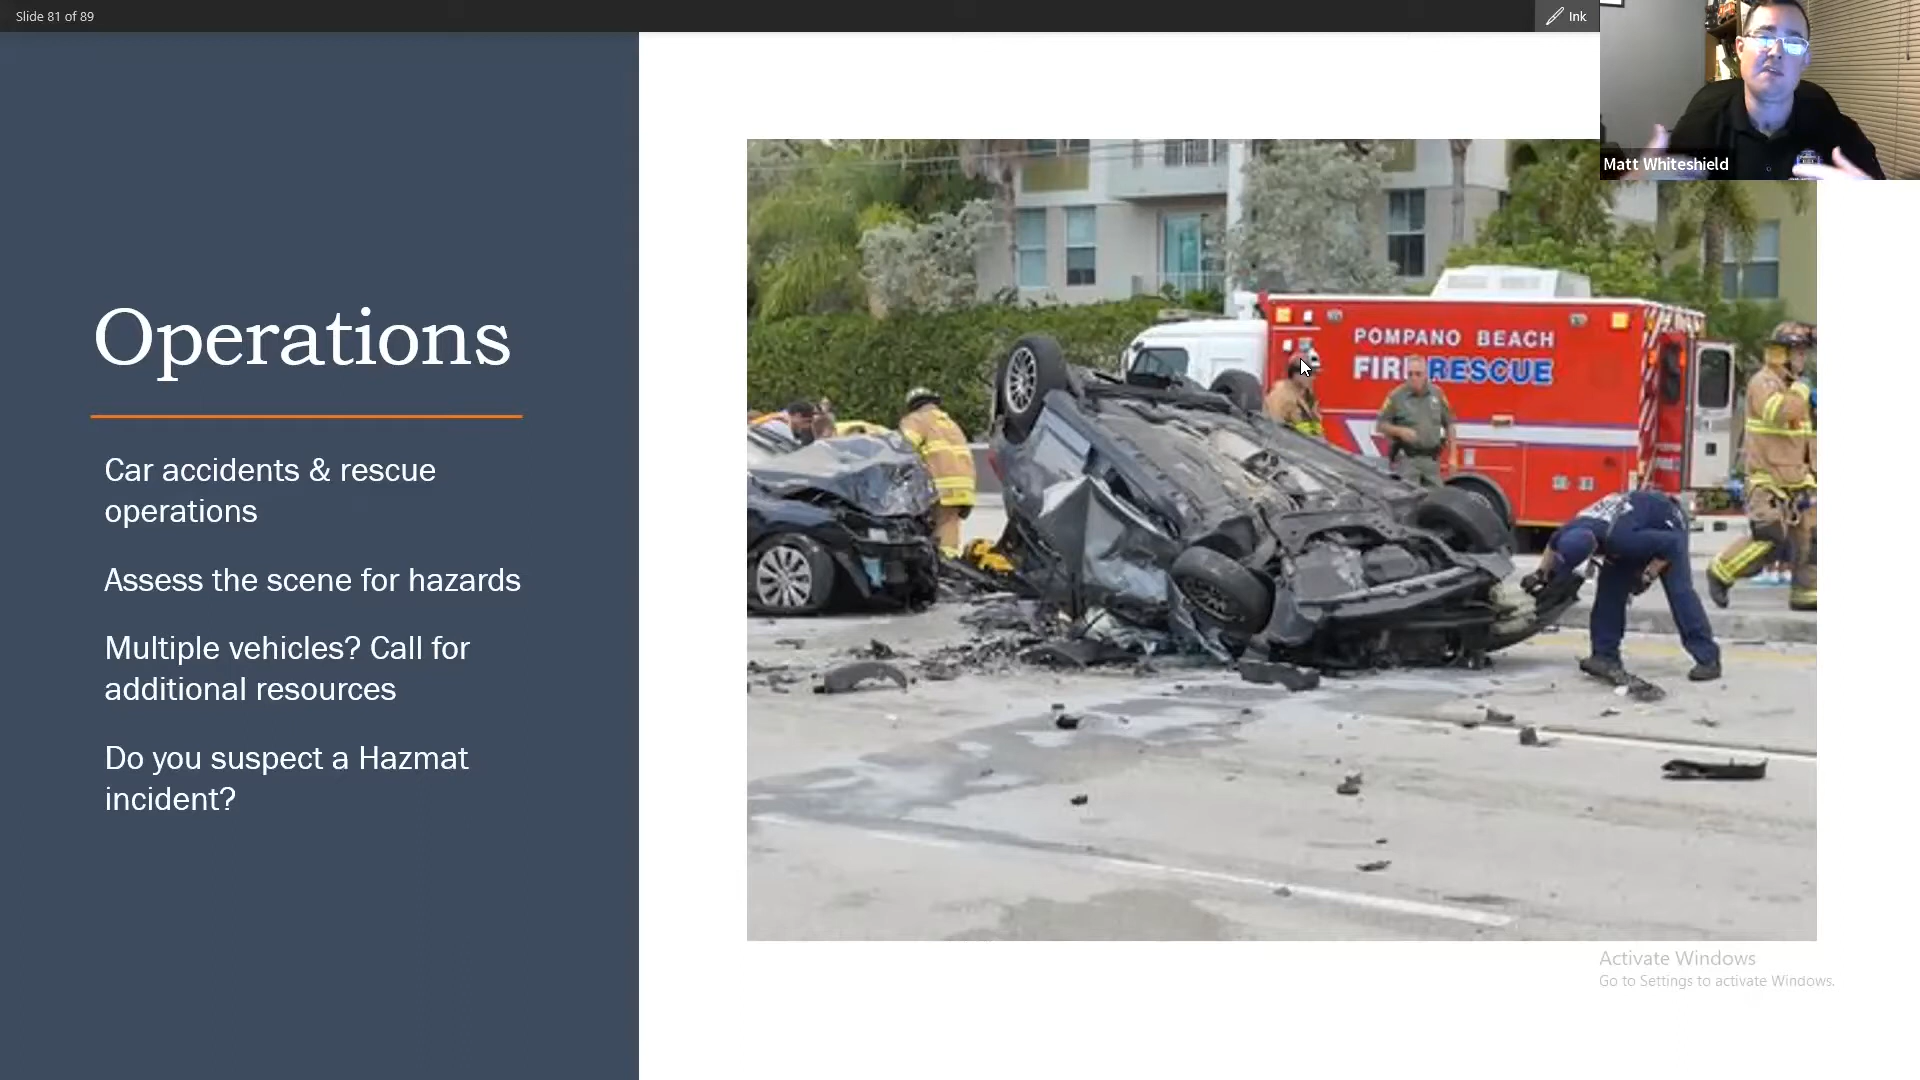 Slide 81 of 89
Ink
Matt Whiteshield
Operations
Car accidents & rescue
operations
Assess the scene for hazards
Multiple vehicles? Call for
additional resources
Do you suspect a Hazmat
incident?
POMPANO BEACH
FIRE RESCUE
Activate Windows
Go to Settings to activate Windows.